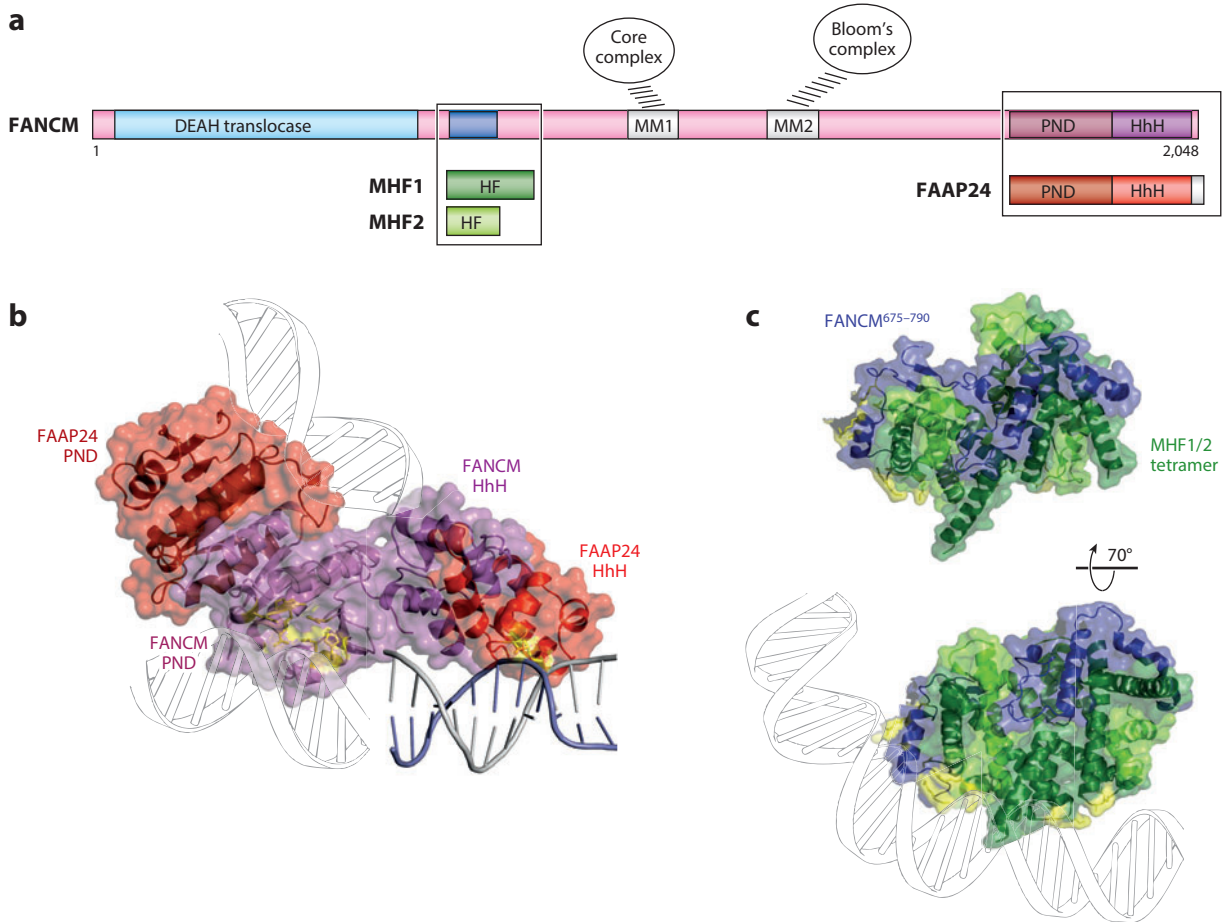 a
Core
complex
Bloom's
complex
FANCM
DEAH translocase
MM1
MM2
PND
HhH
1
2,048
MHF1
HF
FAAP24
PND
HhH
MHF2
HF
b
c
FANCM675–790
FAAP24
PND
FANCM
HhH
MHF1/2
tetramer
FAAP24
HhH
70°
FANCM
PND